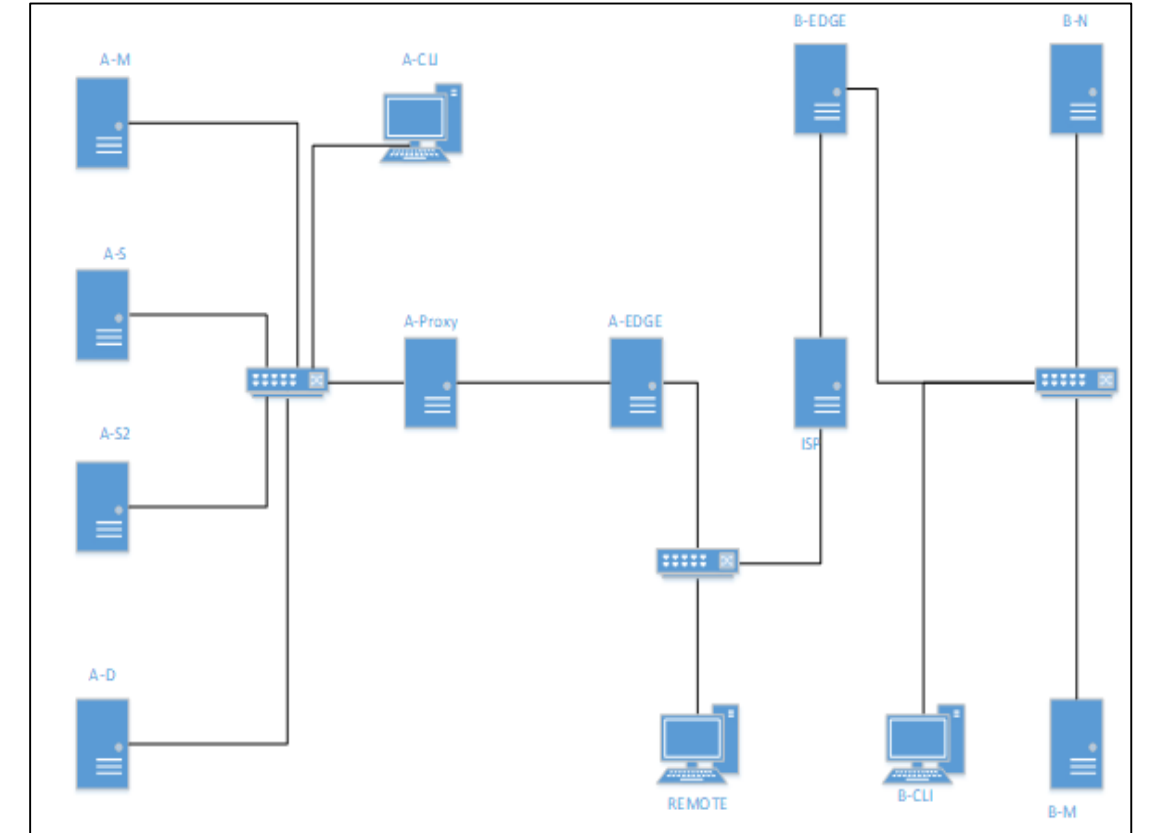 B-EDGE
B-N
A-M
A-CLI
A-S
A-Proxy
A-EDGE
A-S2
ISP
A-D
REMOTE
B-CLI
B-M